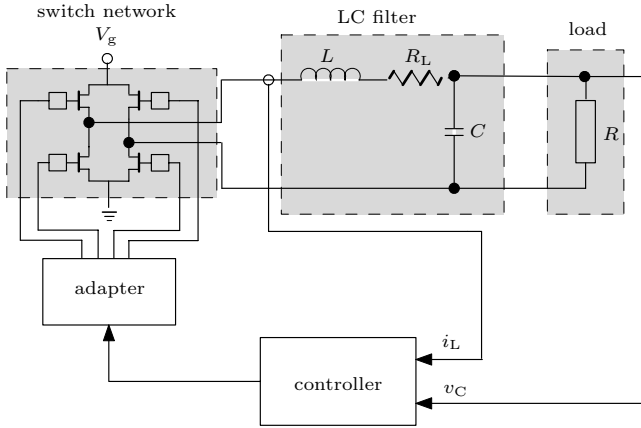 switch network
V_g
LC filter
load
L
R_L
C
R
adapter
controller
i_L
v_C